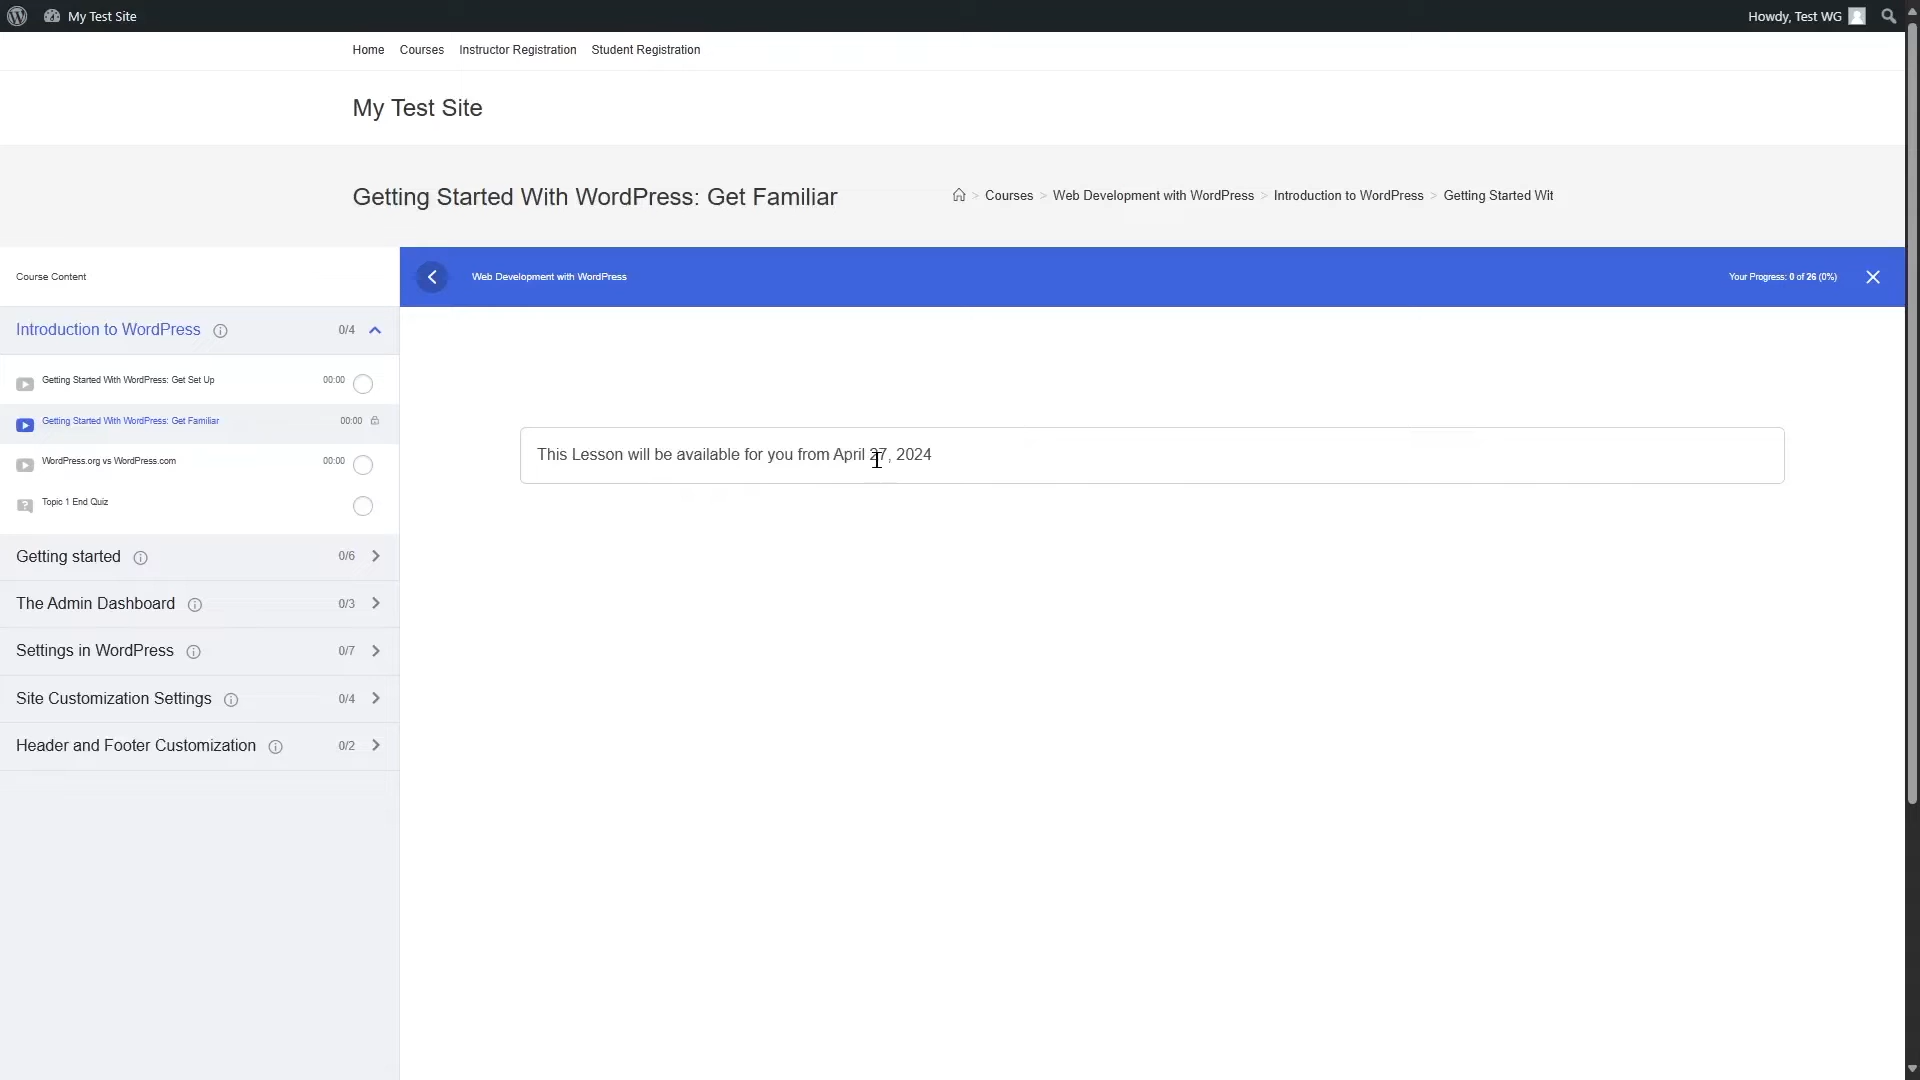 My Test Site
Howdy, Test WG
Home Courses Instructor Registration Student Registration
My Test Site
Getting Started With WordPress: Get Familiar
> Courses > Web Development with WordPress > Introduction to WordPress > Getting Started Wit
Course Content
Web Development with WordPress
Your Progress: 0 of 26 (0%)
Introduction to WordPress 0/4
Getting Started With WordPress: Get Set Up 00:00
Getting Started With WordPress: Get Familiar 00:00
WordPress.org vs WordPress.com 00:00
Topic 1 End Quiz
This Lesson will be available for you from April 27, 2024
Getting started 0/6
The Admin Dashboard 0/3
Settings in WordPress 0/7
Site Customization Settings 0/4
Header and Footer Customization 0/2